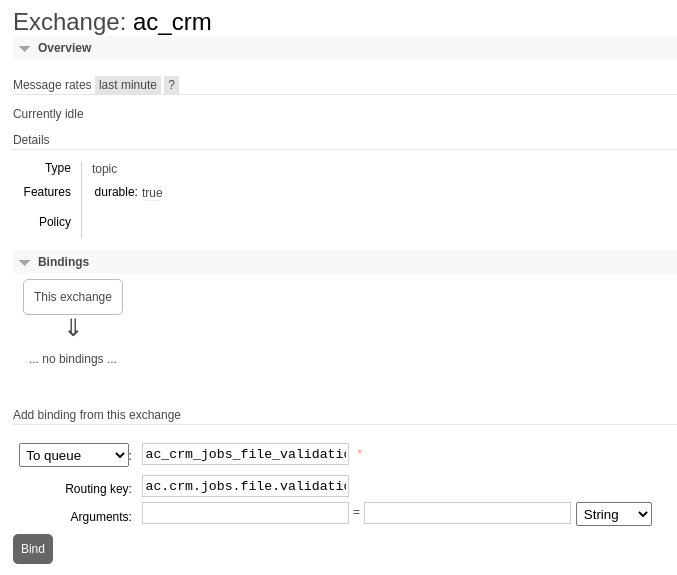 Exchange: ac_crm
Overview
Message rates last minute ?
Currently idle
Details
Type topic
Features durable: true
Policy
Bindings
This exchange
⇓
... no bindings ...
Add binding from this exchange
To queue : ac_crm_jobs_file_validatio *
Routing key: ac.crm.jobs.file.validatio
Arguments: = String
Bind